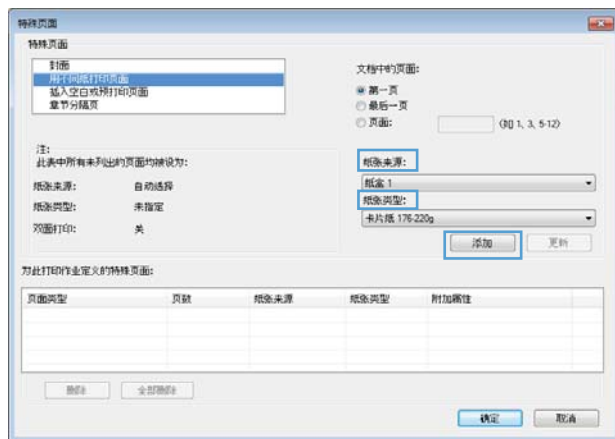 特殊页面
特殊页面
封面
用不同纸打印页面
插入空白或预打印页面
章节分隔页
文档中的页面:
第一页
最后一页
页面: (如 1, 3, 5-12)
注:
此表中所有未列出的页面均被设为:
纸张来源: 自动选择
纸张类型: 未指定
双面打印: 关
纸张来源:
纸盒 1
纸张类型:
卡片纸 176-220g
添加 更新
为此打印作业定义的特殊页面:
页面类型 页数 纸张来源 纸张类型 附加属性
删除 全部删除
确定 取消